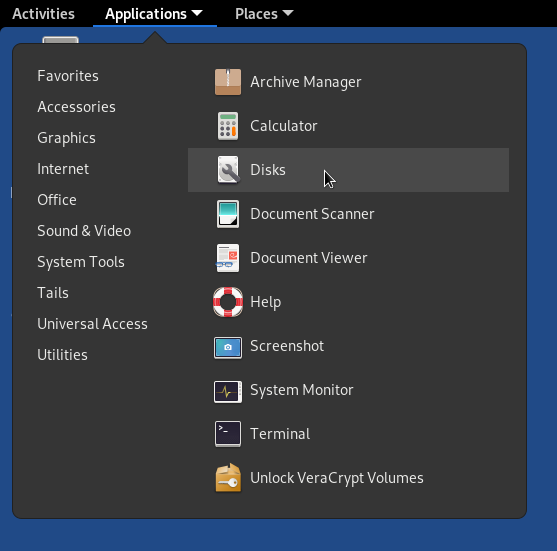 Activities Applications Places
Favorites
Accessories
Graphics
Internet
Office
Sound & Video
System Tools
Tails
Universal Access
Utilities
Archive Manager
Calculator
Disks
Document Scanner
Document Viewer
Help
Screenshot
System Monitor
Terminal
Unlock VeraCrypt Volumes